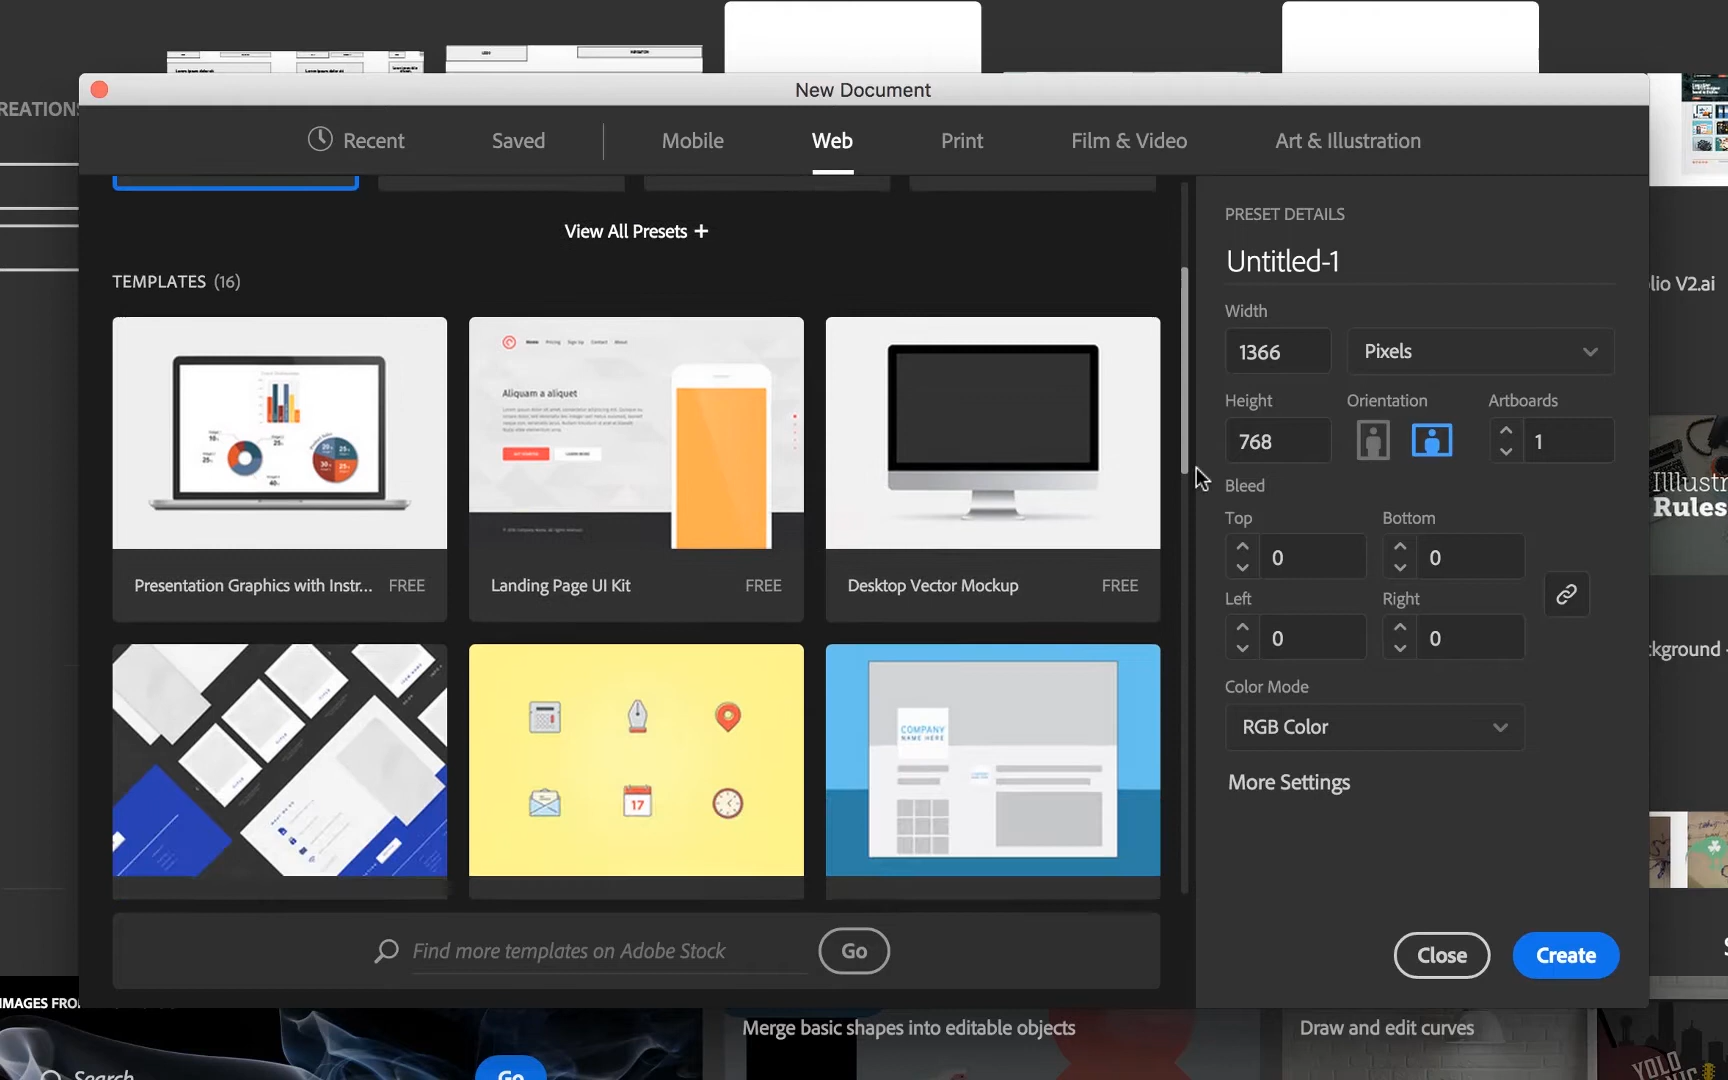 New Document
REATIONS
Recent
Saved
Mobile
Web
Print
Film & Video
Art & Illustration
View All Presets +
TEMPLATES (16)
Presentation Graphics with Instr... FREE
Aliquam a aliquet
Landing Page UI Kit FREE
Desktop Vector Mockup FREE
17
COMPANY
NAME HERE
Find more templates on Adobe Stock
Go
PRESET DETAILS
Untitled-1
Width
1366
Pixels
Height
Orientation
Artboards
768
1
Bleed
Top
Bottom
0
0
Left
Right
0
0
Color Mode
RGB Color
More Settings
Close
Create
lio V2.ai
Illustr
Rules
kground -
IMAGES FRO
Merge basic shapes into editable objects
Draw and edit curves
Search
Go
YOLO